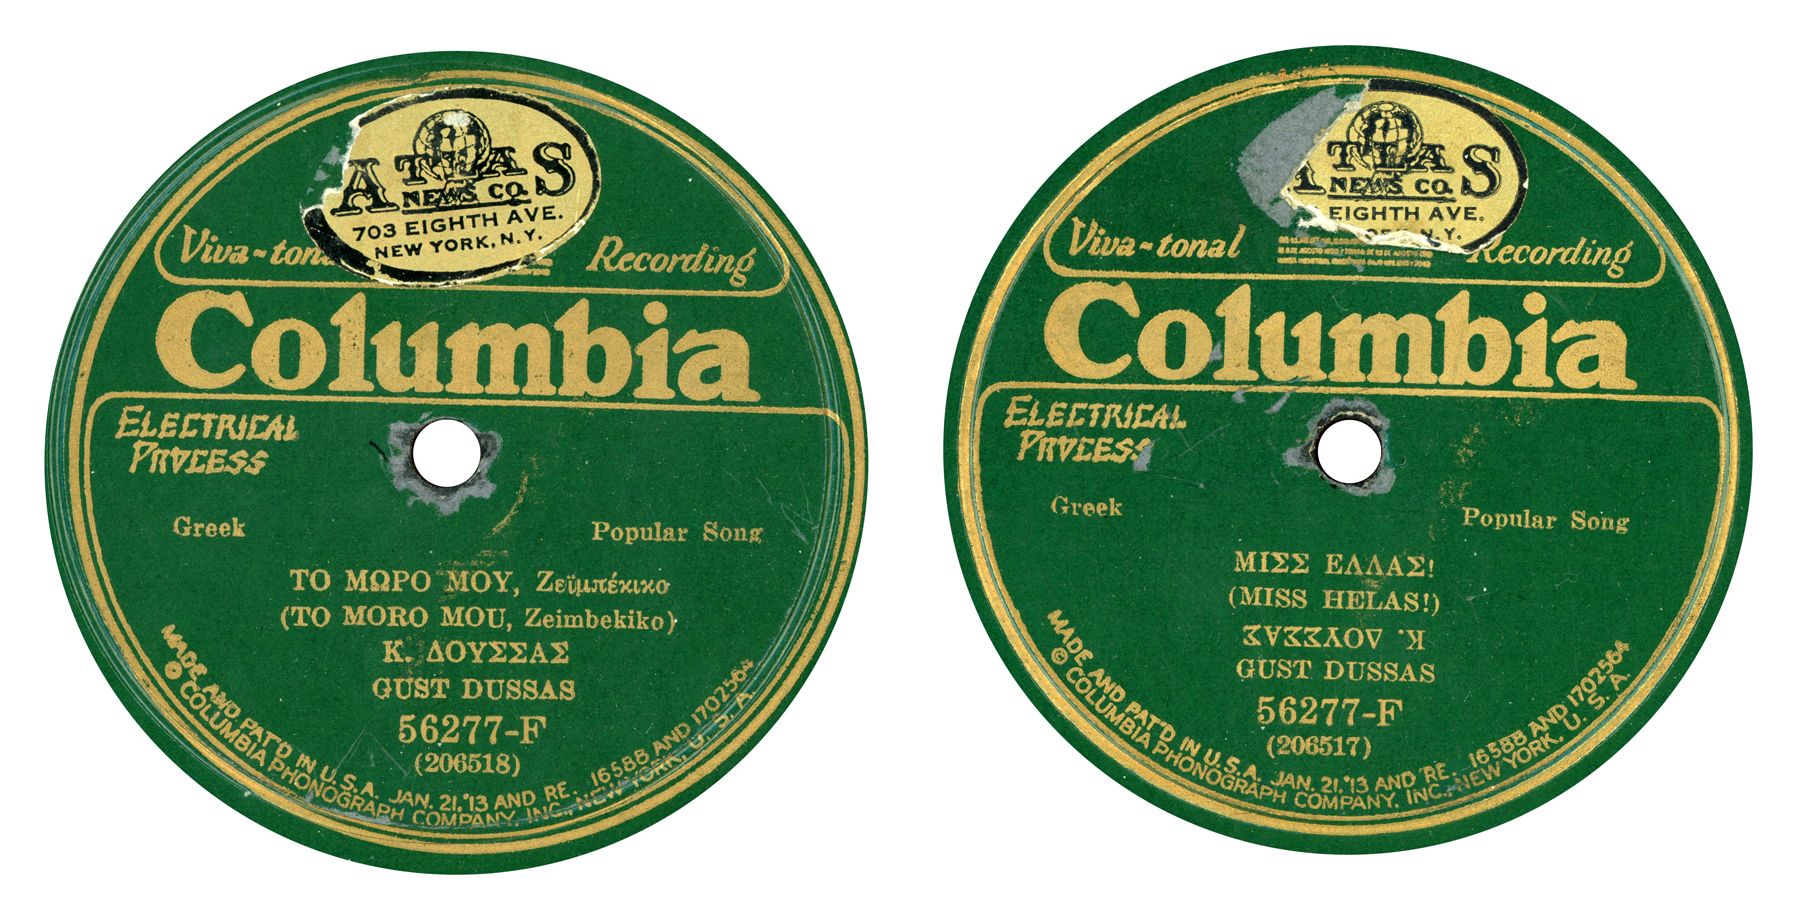 ATLAS
NEWS CO.
703 EIGHTH AVE.
NEW YORK, N.Y.
Viva-tonal Recording
Columbia
ELECTRICAL
PROCESS
Greek Popular Song
ΤΟ ΜΩΡΟ ΜΟΥ, Ζεϊμπέκικο
(TO MORO MOU, Zeimbekiko)
Κ. ΔΟΥΣΣΑΣ
GUST DUSSAS
56277-F
(206518)
MADE AND PAT'D IN U.S.A. JAN. 21, '13 AND RE. 16588 AND 1702564
© COLUMBIA PHONOGRAPH COMPANY, INC., NEW YORK, U. S. A.
ATLAS
NEWS CO.
EIGHTH AVE.
N.Y.
Viva-tonal Recording
Columbia
ELECTRICAL
PROCESS
Greek Popular Song
ΜΙΣΣ ΕΛΛΑΣ!
(MISS HELAS!)
Κ. ΔΟΥΣΣΑΣ
GUST DUSSAS
56277-F
(206517)
MADE AND PAT'D IN U.S.A. JAN. 21, '13 AND RE. 16588 AND 1702564
© COLUMBIA PHONOGRAPH COMPANY, INC., NEW YORK, U. S. A.